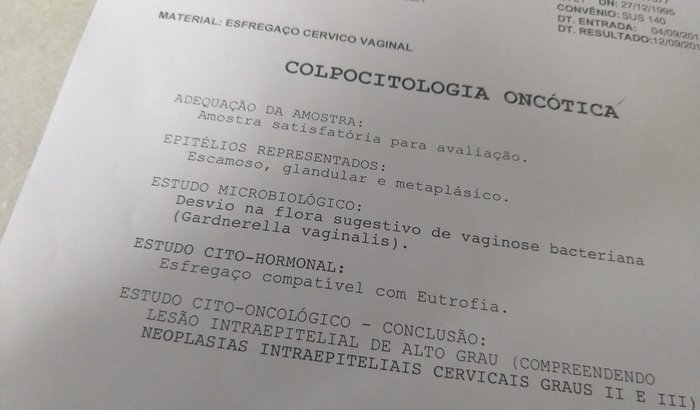 DN: 27/12/1995
CONVÊNIO: SUS 140
DT. ENTRADA: 04/09/201
DT. RESULTADO:12/09/201
MATERIAL: ESFREGAÇO CERVICO VAGINAL
COLPOCITOLOGIA ONCÓTICA
ADEQUAÇÃO DA AMOSTRA:
Amostra satisfatória para avaliação.
EPITÉLIOS REPRESENTADOS:
Escamoso, glandular e metaplásico.
ESTUDO MICROBIOLÓGICO:
Desvio na flora sugestivo de vaginose bacteriana
(Gardnerella vaginalis).
ESTUDO CITO-HORMONAL:
Esfregaço compatível com Eutrofia.
ESTUDO CITO-ONCOLÓGICO - CONCLUSÃO:
LESÃO INTRAEPITELIAL DE ALTO GRAU (COMPREENDENDO
NEOPLASIAS INTRAEPITELIAIS CERVICAIS GRAUS II E III)